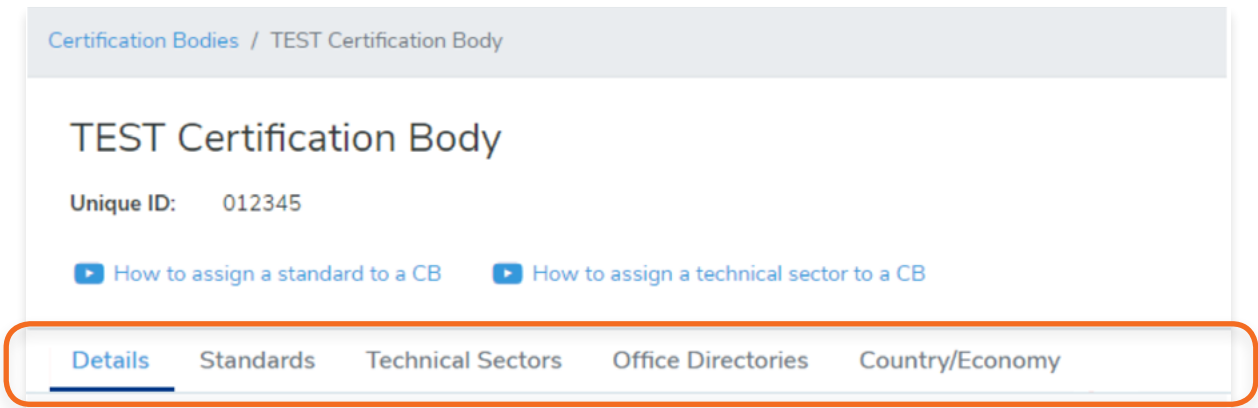 Certification Bodies / TEST Certification Body
TEST Certification Body
Unique ID: 012345
How to assign a standard to a CB How to assign a technical sector to a CB
Details Standards Technical Sectors Office Directories Country/Economy